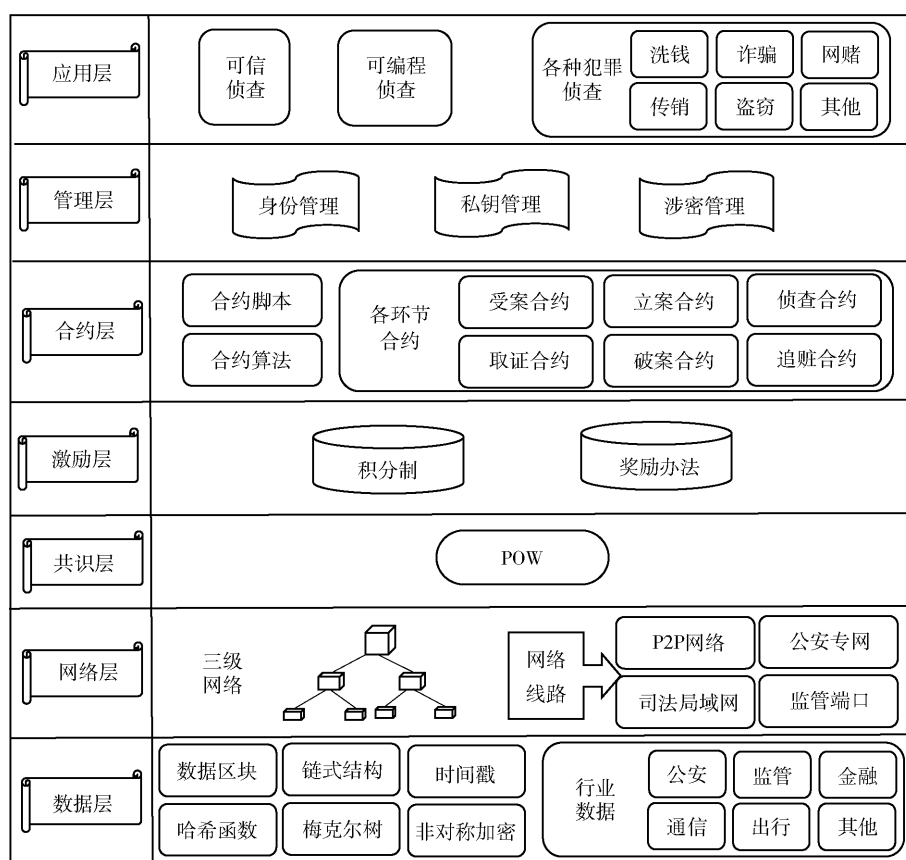 应用层
可信
侦查
可编程
侦查
各种犯罪
侦查
洗钱
诈骗
网赌
传销
盗窃
其他
管理层
身份管理
私钥管理
涉密管理
合约层
合约脚本
合约算法
各环节
合约
受案合约
立案合约
侦查合约
取证合约
破案合约
追赃合约
激励层
积分制
奖励办法
共识层
POW
网络层
三级
网络
网络
线路
P2P网络
公安专网
司法局域网
监管端口
数据层
数据区块
链式结构
时间戳
哈希函数
梅克尔树
非对称加密
行业
数据
公安
监管
金融
通信
出行
其他